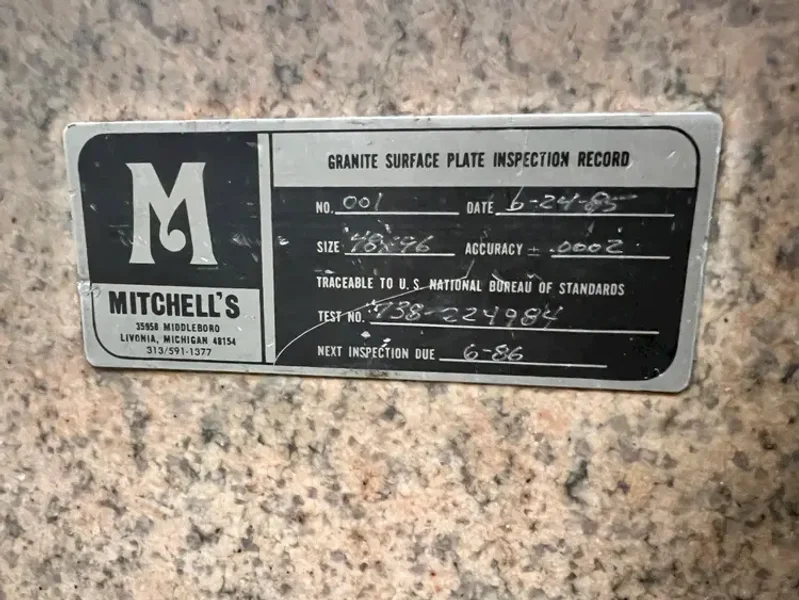 M
MITCHELL'S
35958 MIDDLEBORO
LIVONIA, MICHIGAN 48154
313/591-1377
GRANITE SURFACE PLATE INSPECTION RECORD
NO. 001 DATE 6-24-85
SIZE 48x96 ACCURACY ± .0002
TRACEABLE TO U.S. NATIONAL BUREAU OF STANDARDS
TEST NO. 738-224984
NEXT INSPECTION DUE 6-86